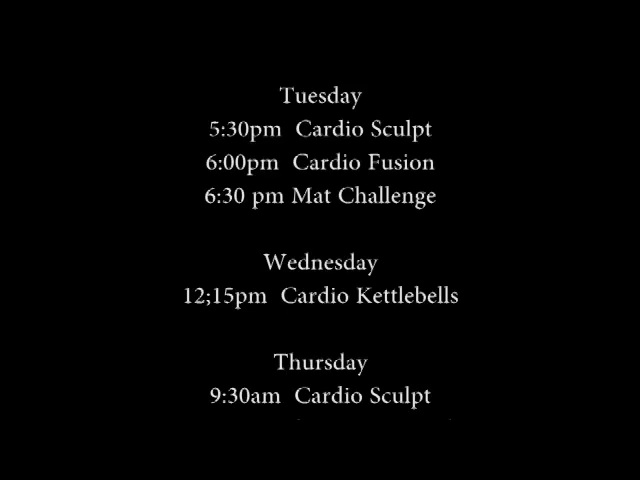 Tuesday
5:30pm Cardio Sculpt
6:00pm Cardio Fusion
6:30 pm Mat Challenge
Wednesday
12;15pm Cardio Kettlebells
Thursday
9:30am Cardio Sculpt